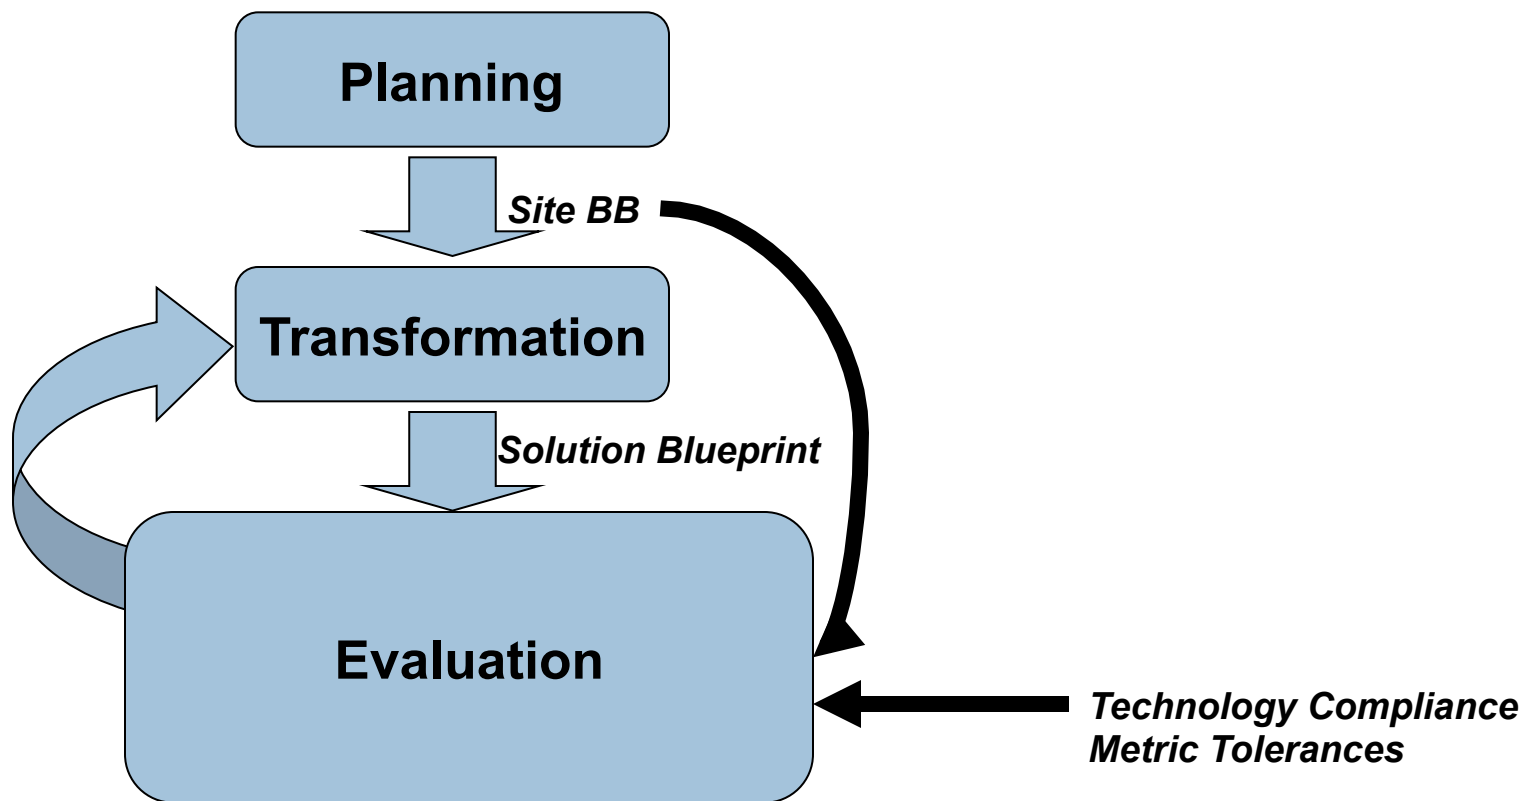 Planning
Site BB
Transformation
Solution Blueprint
Evaluation
Technology Compliance
Metric Tolerances